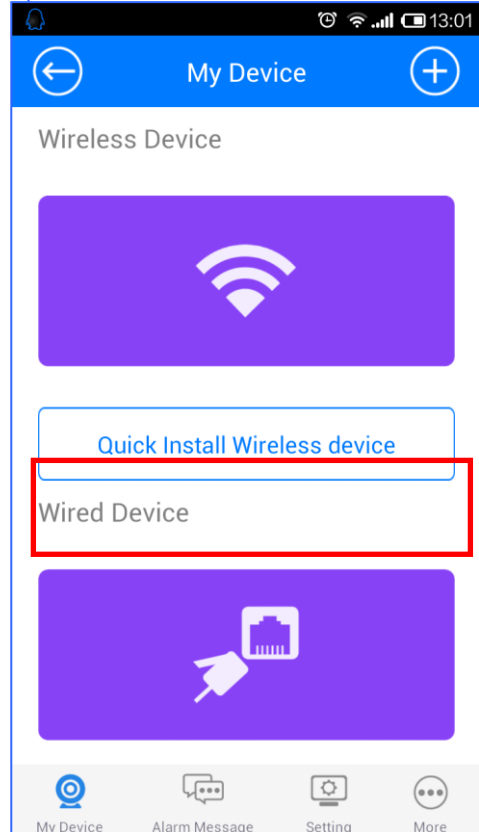 13:01
My Device
Wireless Device
Quick Install Wireless device
Wired Device
My Device Alarm Message Setting More